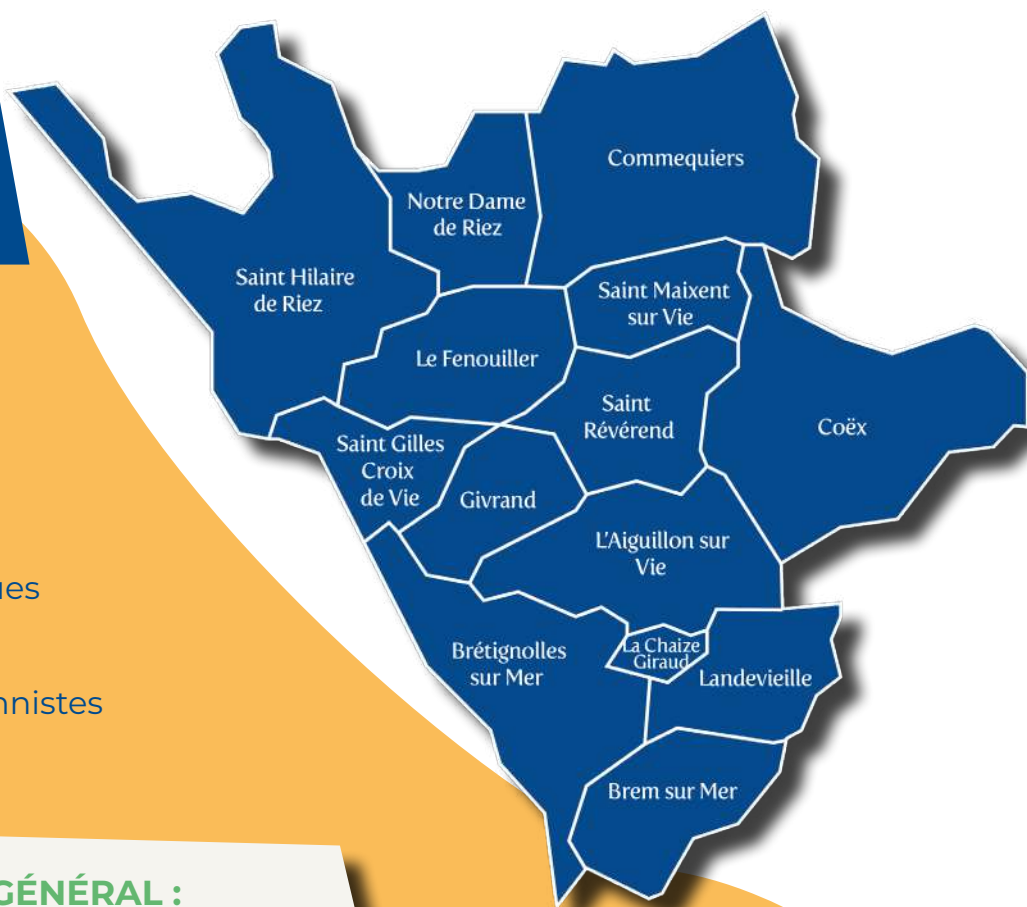 Commequiers
Notre Dame
de Riez
Saint Hilaire
de Riez
Saint Maixent
sur Vie
Le Fenouiller
Saint
Révérend
Coëx
Saint Gilles
Croix
de Vie
Givrand
L'Aiguillon sur
Vie
Brétignolles
sur Mer
La Chaize
Giraud
Landevieille
Brem sur Mer
ues
nnistes
GÉNÉRAL :